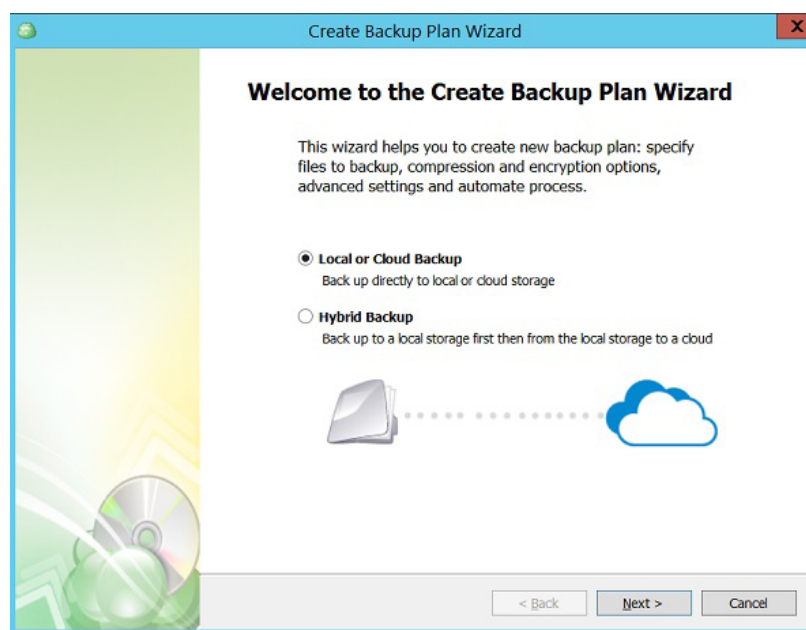 Create Backup Plan Wizard
X
Welcome to the Create Backup Plan Wizard
This wizard helps you to create new backup plan: specify
files to backup, compression and encryption options,
advanced settings and automate process.
Local or Cloud Backup
Back up directly to local or cloud storage
Hybrid Backup
Back up to a local storage first then from the local storage to a cloud
< Back Next > Cancel